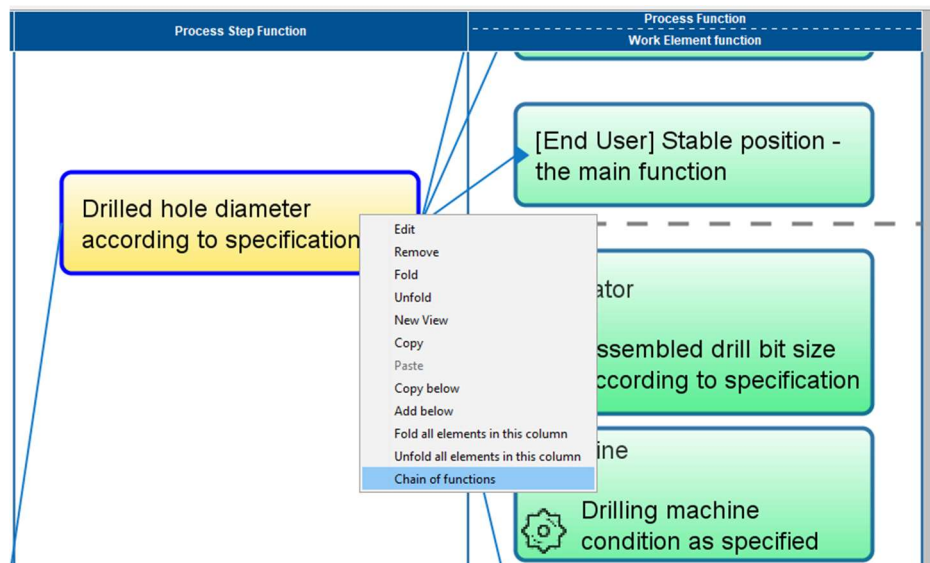 Process Step Function
Process Function
Work Element function
[End User] Stable position -
the main function
Drilled hole diameter
according to specification
Edit
Remove
Fold
Unfold
New View
Copy
Paste
Copy below
Add below
Fold all elements in this column
Unfold all elements in this column
Chain of functions
ator
ssembled drill bit size
ccording to specification
ine
Drilling machine
condition as specified